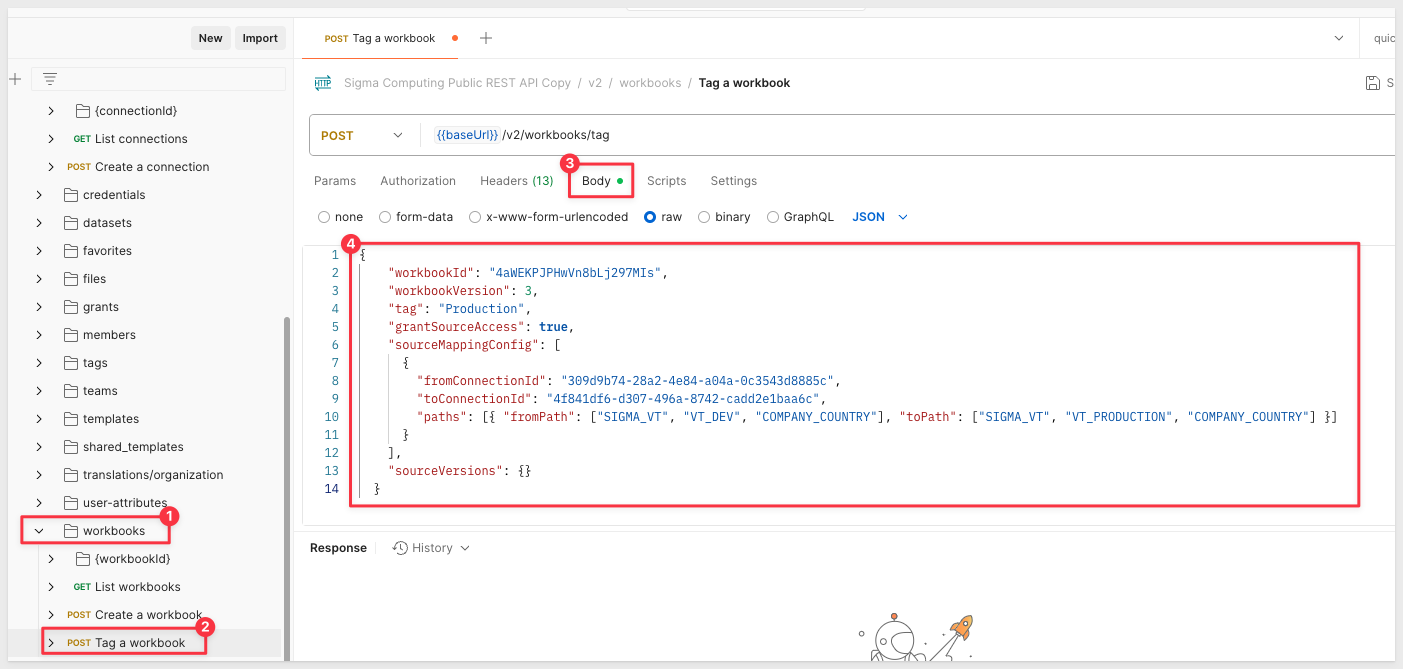 New Import
POST Tag a workbook
Sigma Computing Public REST API Copy / v2 / workbooks / Tag a workbook
{connectionId}
GET List connections
POST Create a connection
credentials
datasets
favorites
files
grants
members
tags
teams
templates
shared_templates
translations/organization
user-attributes
1
workbooks
{workbookId}
GET List workbooks
POST Create a workbook
2
POST Tag a workbook
POST {{baseUrl}}/v2/workbooks/tag
3
Params Authorization Headers (13) Body Scripts Settings
none form-data x-www-form-urlencoded raw binary GraphQL JSON
4
1 {
2 "workbookId": "4aWEKPJPHwVn8bLj297MIs",
3 "workbookVersion": 3,
4 "tag": "Production",
5 "grantSourceAccess": true,
6 "sourceMappingConfig": [
7 {
8 "fromConnectionId": "309d9b74-28a2-4e84-a04a-0c3543d8885c",
9 "toConnectionId": "4f841df6-d307-496a-8742-cadd2e1baa6c",
10 "paths": [{ "fromPath": ["SIGMA_VT", "VT_DEV", "COMPANY_COUNTRY"], "toPath": ["SIGMA_VT", "VT_PRODUCTION", "COMPANY_COUNTRY"] }]
11 }
12 ],
13 "sourceVersions": {}
14 }
Response History